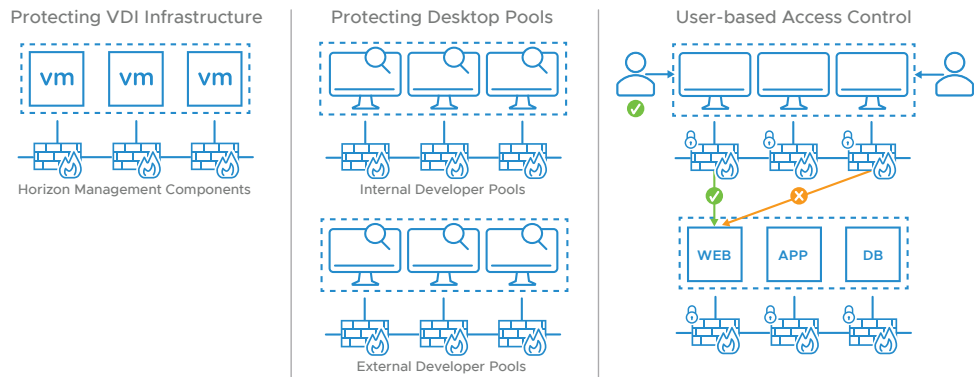 Protecting VDI Infrastructure
vm
vm
vm
Horizon Management Components
Protecting Desktop Pools
Internal Developer Pools
External Developer Pools
User-based Access Control
WEB
APP
DB